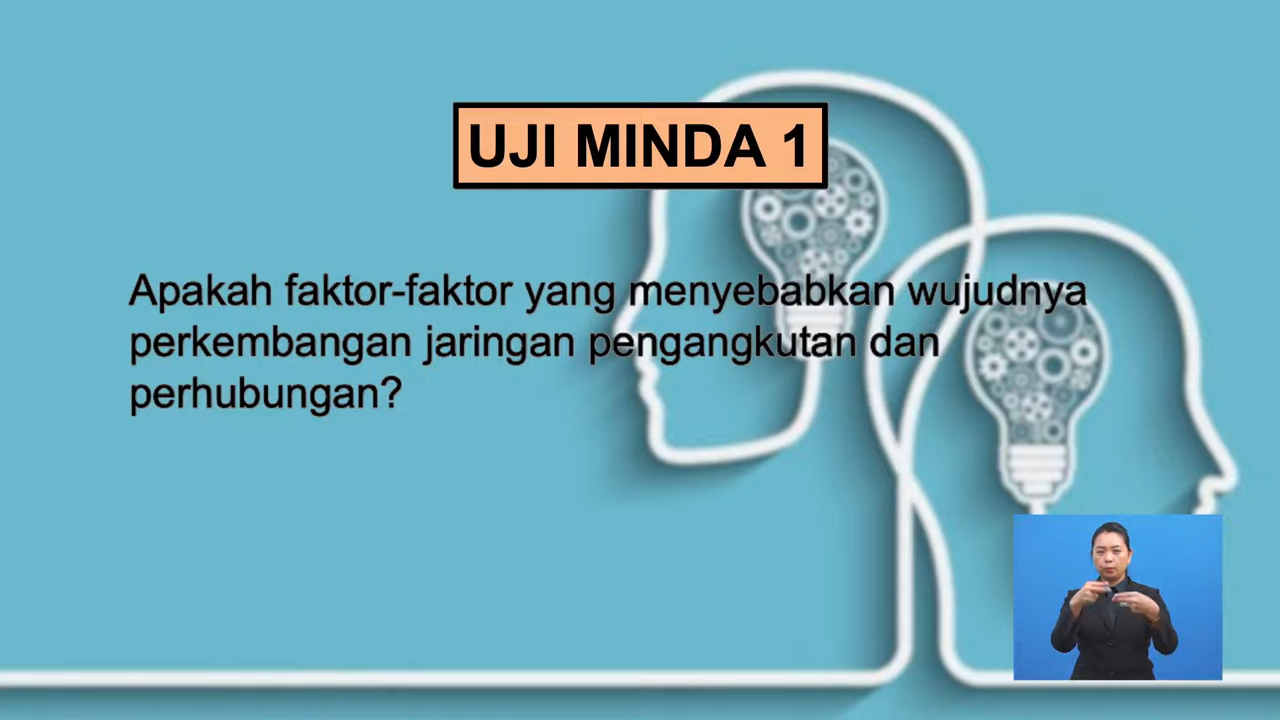 UJI MINDA 1
Apakah faktor-faktor yang menyebabkan wujudnya
perkembangan jaringan pengangkutan dan
perhubungan?